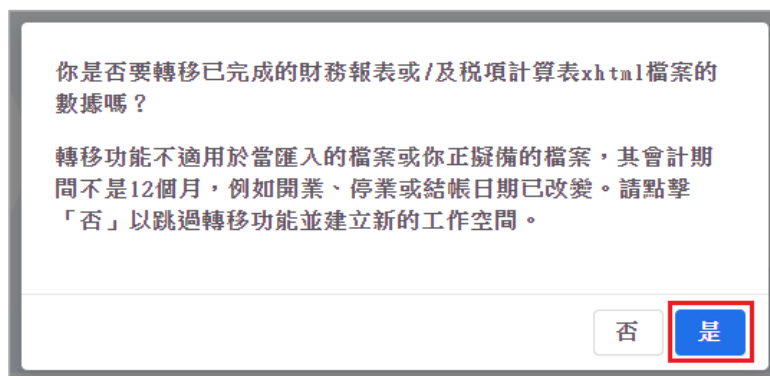 你是否要轉移已完成的財務報表或/及税項計算表xhtml檔案的
數據嗎？
轉移功能不適用於當匯入的檔案或你正擬備的檔案，其會計期
間不是12個月，例如開業、停業或結帳日期已改變。請點擊
「否」以跳過轉移功能並建立新的工作空間。
否
是